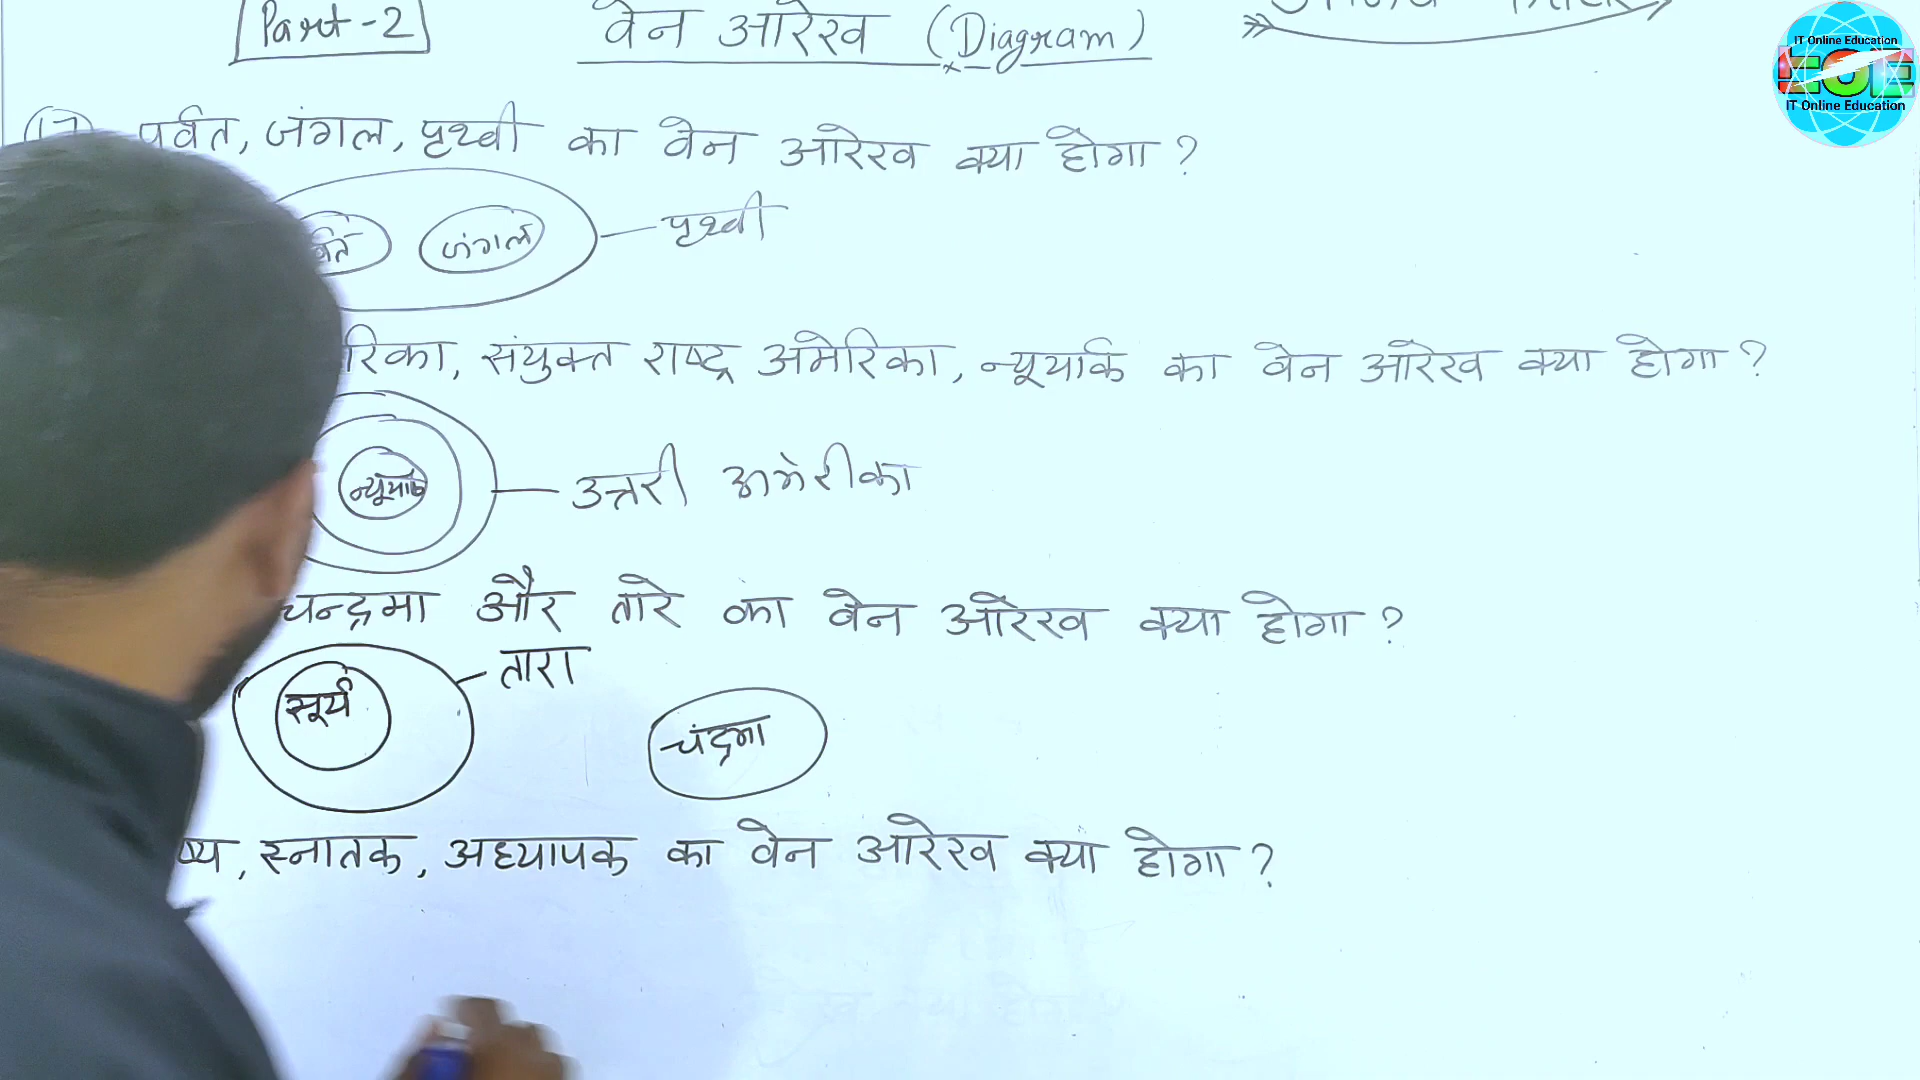 Part-2
वेन आरेख (Diagram)
IT Online Education
EOE
IT Online Education
पर्वत, जंगल, पृथ्वी का वेन आरेख क्या होगा?
जंगल
पृथ्वी
रिका, संयुक्त राष्ट्र अमेरिका, न्यूयार्क का वेन आरेख क्या होगा?
न्यूयार्क
उत्तरी अमेरीका
चन्द्रमा और तारे का वेन आरेख क्या होगा?
तारा
सूर्य
चंद्रमा
ष्य, स्नातक, अध्यापक का वेन आरेख क्या होगा?